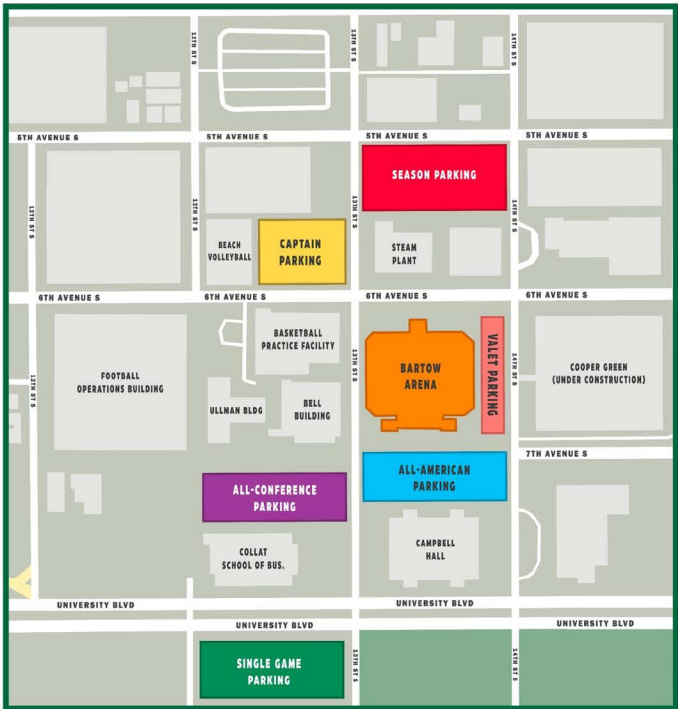 12TH ST S
13TH ST S
14TH ST S
5TH AVENUE S
5TH AVENUE S
5TH AVENUE S
5TH AVENUE S
SEASON PARKING
12TH ST S
12TH ST S
13TH ST S
14TH ST S
BEACH
VOLLEYBALL
CAPTAIN
PARKING
STEAM
PLANT
6TH AVENUE S
6TH AVENUE S
6TH AVENUE S
6TH AVENUE S
12TH ST S
FOOTBALL
OPERATIONS BUILDING
BASKETBALL
PRACTICE FACILITY
ULLMAN BLDG
BELL
BUILDING
13TH ST S
BARTOW
ARENA
VALET PARKING
14TH ST S
COOPER GREEN
(UNDER CONSTRUCTION)
7TH AVENUE S
ALL-CONFERENCE
PARKING
ALL-AMERICAN
PARKING
COLLAT
SCHOOL OF BUS.
CAMPBELL
HALL
UNIVERSITY BLVD
UNIVERSITY BLVD
UNIVERSITY BLVD
UNIVERSITY BLVD
SINGLE GAME
PARKING
13TH ST S
14TH ST S